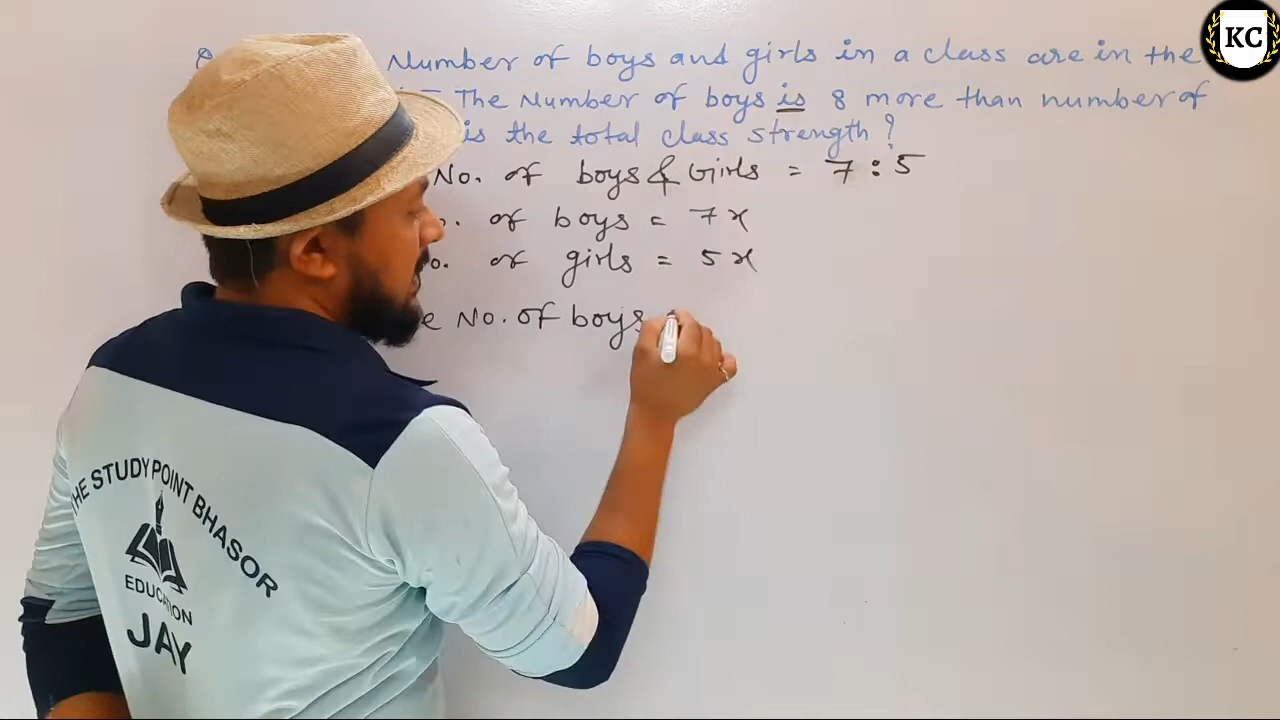 Number of boys and girls in a class are in the
The Number of boys is 8 more than number of
is the total class strength ?
No. of boys & Girls = 7 : 5
of boys = 7x
of girls = 5x
No. of boys
KC
THE STUDY POINT BHASOR
EDUCATION
JAY